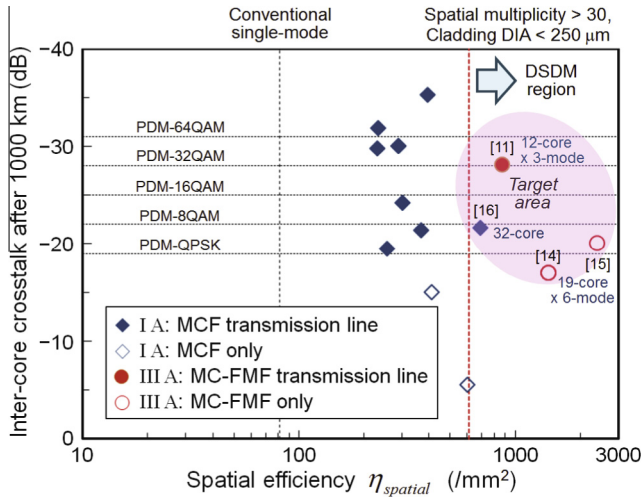 Conventional
single-mode
Spatial multiplicity > 30,
Cladding DIA < 250 μm
Inter-core crosstalk after 1000 km (dB)
−40
−30
−20
−10
0
DSDM
region
PDM-64QAM
PDM-32QAM
PDM-16QAM
PDM-8QAM
PDM-QPSK
[11]
12-core
x 3-mode
Target
area
[16]
32-core
[14]
[15]
19-core
x 6-mode
I A: MCF transmission line
I A: MCF only
III A: MC-FMF transmission line
III A: MC-FMF only
10
100
1000
3000
Spatial efficiency η_spatial (/mm²)